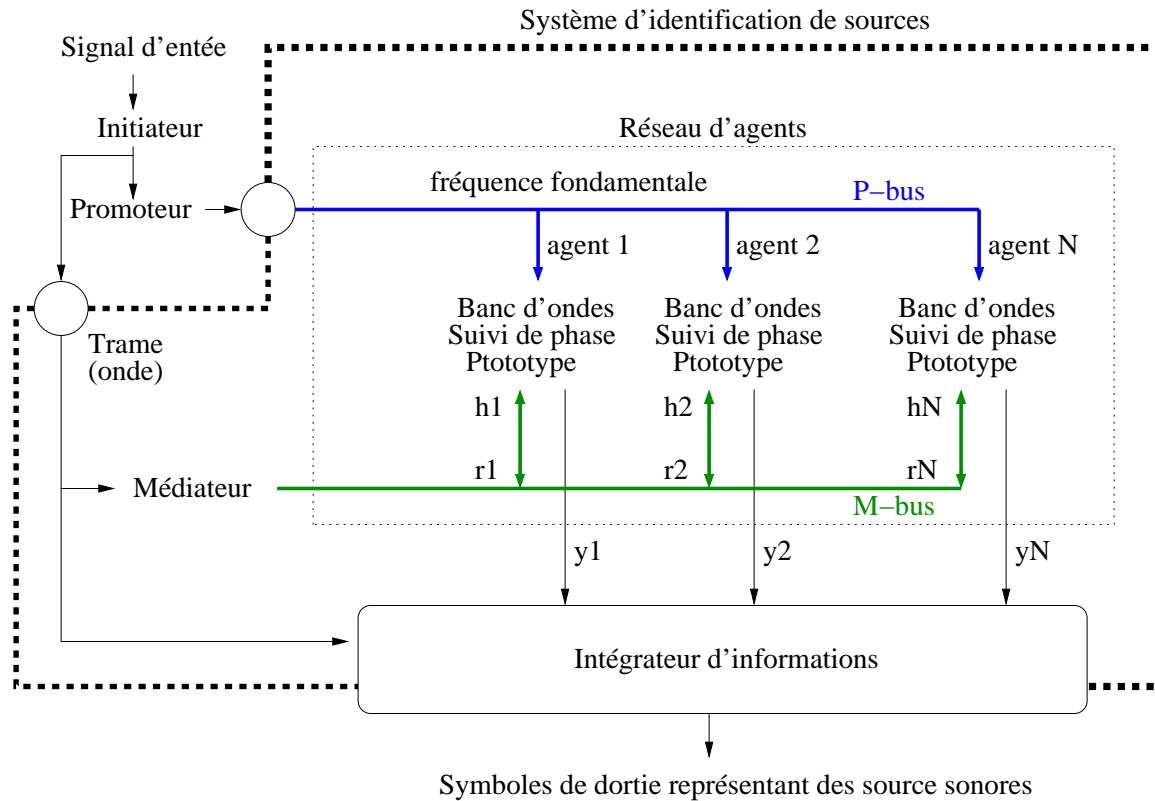 Système d'identification de sources
Signal d'entée
Initiateur
Réseau d'agents
fréquence fondamentale
P−bus
Promoteur
agent 1
agent 2
agent N
Banc d'ondes
Suivi de phase
Ptototype
Banc d'ondes
Suivi de phase
Ptototype
Banc d'ondes
Suivi de phase
Ptototype
Trame
(onde)
h1
h2
hN
r1
r2
rN
Médiateur
M−bus
y1
y2
yN
Intégrateur d'informations
Symboles de dortie représentant des source sonores